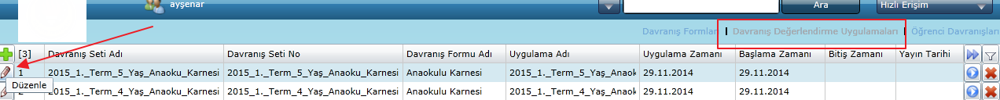 ayşenar Ara Hızlı Erişim
Davranış Formları Davranış Değerlendirme Uygulamaları Öğrenci Davranışları
[3] Davranış Seti Adı Davranış Seti No Davranış Formu Adı Uygulama Adı Uygulama Zamanı Başlama Zamanı Bitiş Zamanı Yayın Tarihi
1 2015_1._Term_5_Yaş_Anaoku_Karnesi 2015_1._Term_5_Yaş_Anaoku_Karnesi Anaokulu Karnesi 2015_1._Term_5_Yaş_Anaok 29.11.2014 29.11.2014
Düzenle
2015_1._Term_4_Yaş_Anaoku_Karnesi 2015_1._Term_4_Yaş_Anaoku_Karnesi Anaokulu Karnesi 2015_1._Term_4_Yaş_Anaok 29.11.2014 29.11.2014